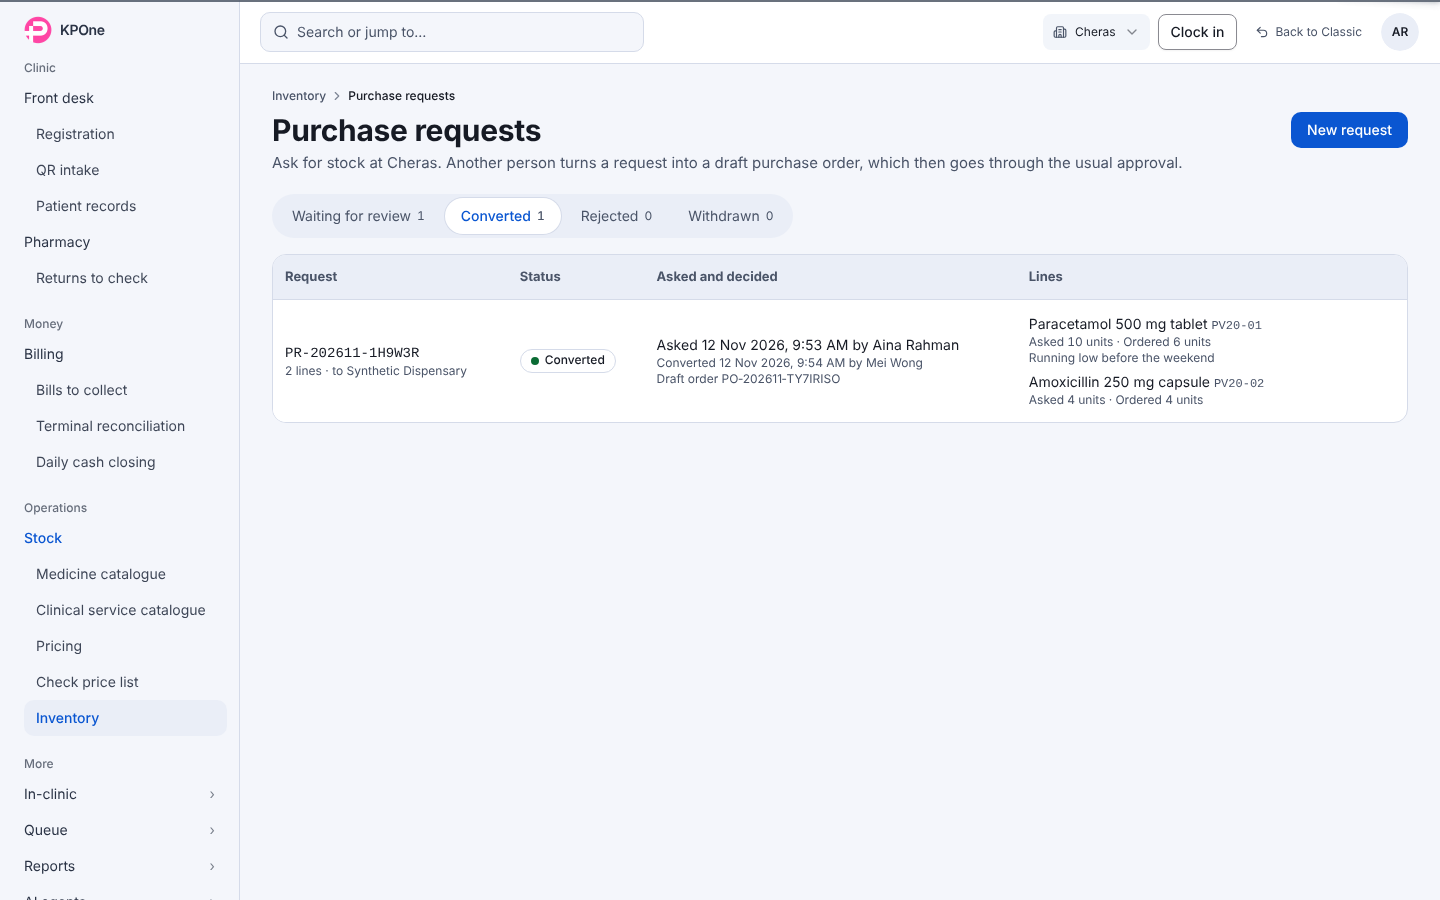 KPOne
Search or jump to...
Cheras
Clock in
Back to Classic
AR
Clinic
Front desk
Registration
QR intake
Patient records
Pharmacy
Returns to check
Money
Billing
Bills to collect
Terminal reconciliation
Daily cash closing
Operations
Stock
Medicine catalogue
Clinical service catalogue
Pricing
Check price list
Inventory
More
In-clinic
Queue
Reports
Inventory > Purchase requests
Purchase requests
New request
Ask for stock at Cheras. Another person turns a request into a draft purchase order, which then goes through the usual approval.
Waiting for review 1
Converted 1
Rejected 0
Withdrawn 0
Request Status Asked and decided Lines
PR-202611-1H9W3R
2 lines · to Synthetic Dispensary
Converted
Asked 12 Nov 2026, 9:53 AM by Aina Rahman
Converted 12 Nov 2026, 9:54 AM by Mei Wong
Draft order PO-202611-TY7IRISO
Paracetamol 500 mg tablet PV20-01
Asked 10 units · Ordered 6 units
Running low before the weekend
Amoxicillin 250 mg capsule PV20-02
Asked 4 units · Ordered 4 units